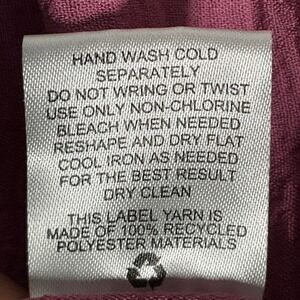 HAND WASH COLD
SEPARATELY
DO NOT WRING OR TWIST
USE ONLY NON-CHLORINE
BLEACH WHEN NEEDED
RESHAPE AND DRY FLAT
COOL IRON AS NEEDED
FOR THE BEST RESULT
DRY CLEAN
THIS LABEL YARN IS
MADE OF 100% RECYCLED
POLYESTER MATERIALS